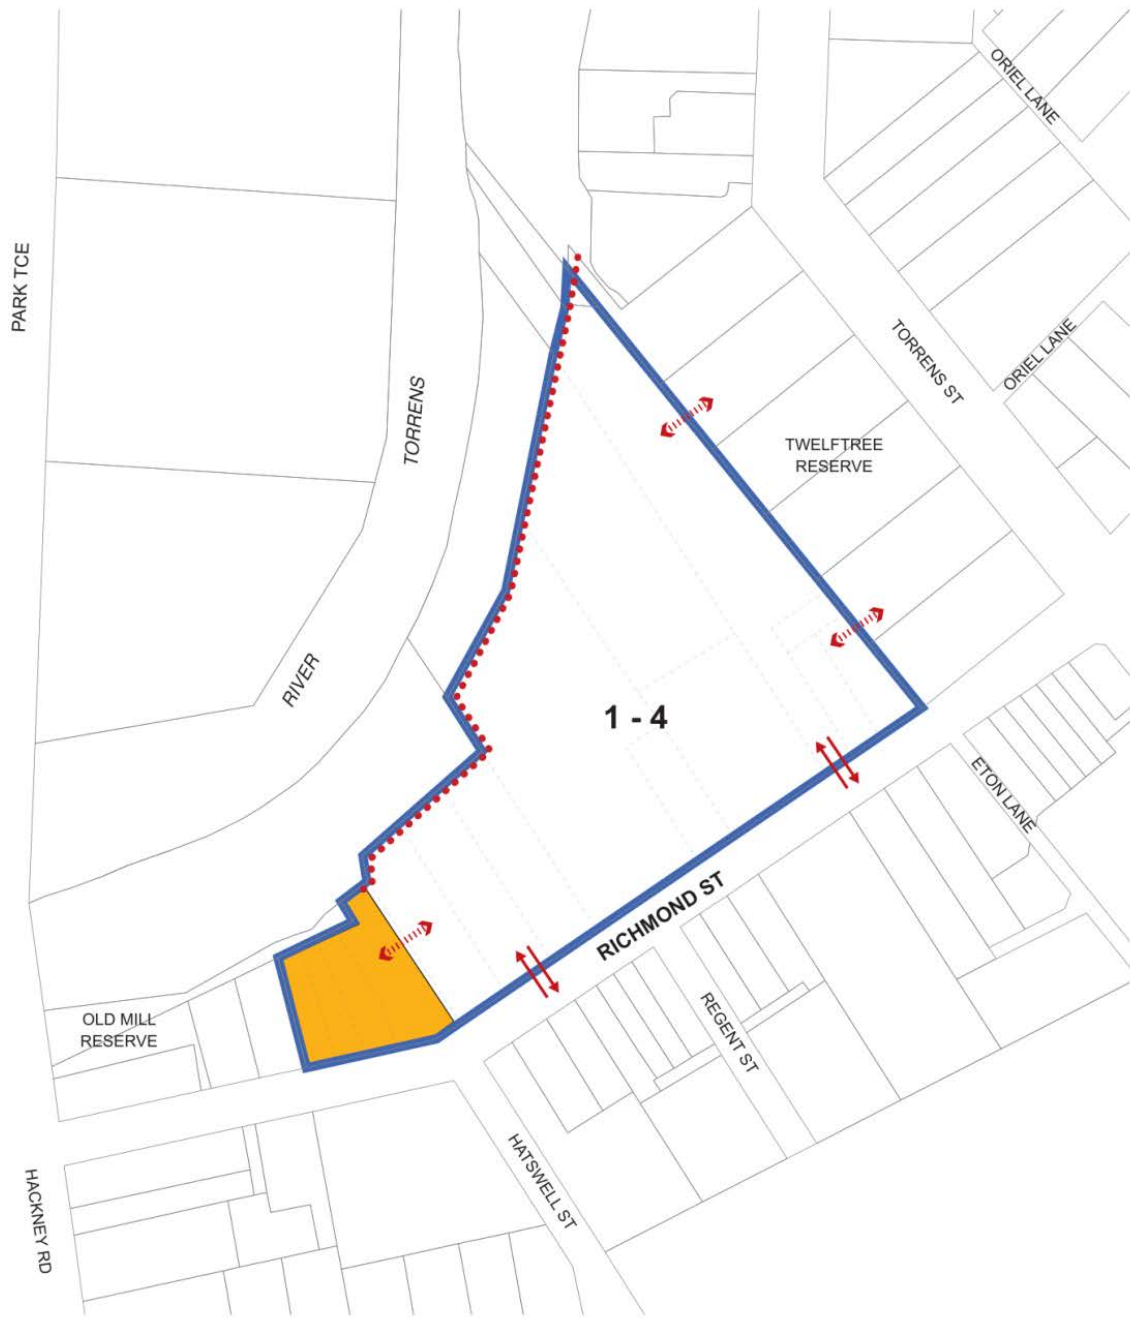 ORIEL LANE
PARK TCE
TORRENS
TORRENS ST
ORIEL LANE
TWELFTREE
RESERVE
RIVER
1 - 4
ETON LANE
RICHMOND ST
OLD MILL
RESERVE
REGENT ST
HATSWELL ST
HACKNEY RD